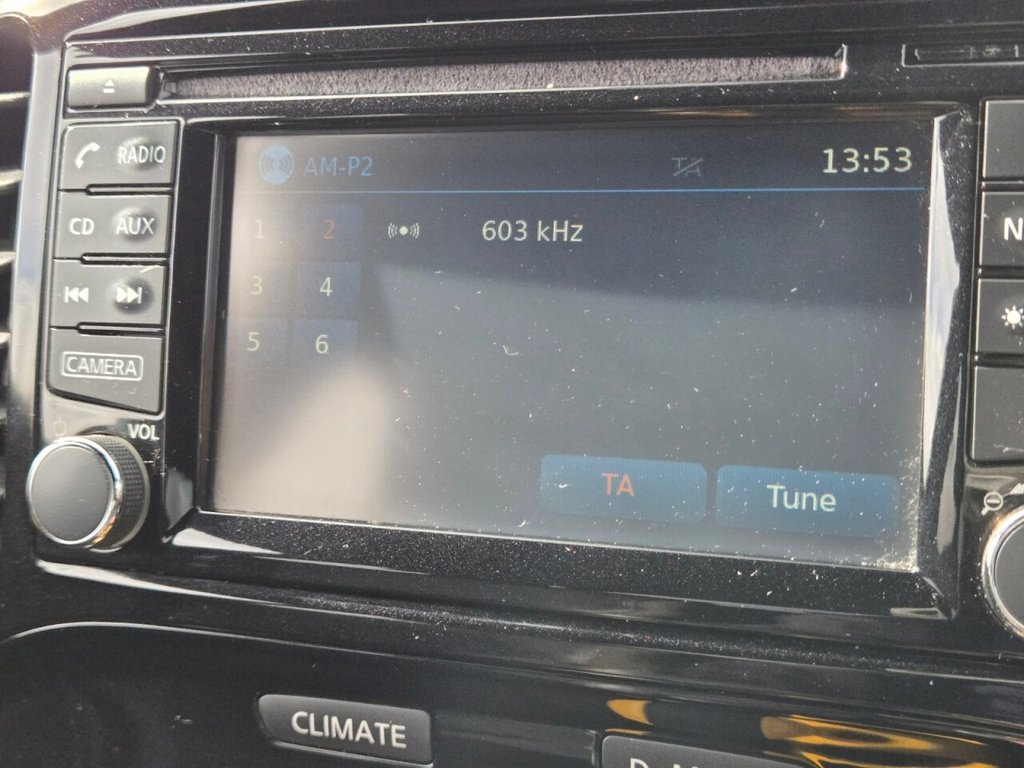 RADIO
CD AUX
CAMERA
VOL
AM-P2 TA 13:53
1 2 603 kHz
3 4
5 6
TA Tune
CLIMATE